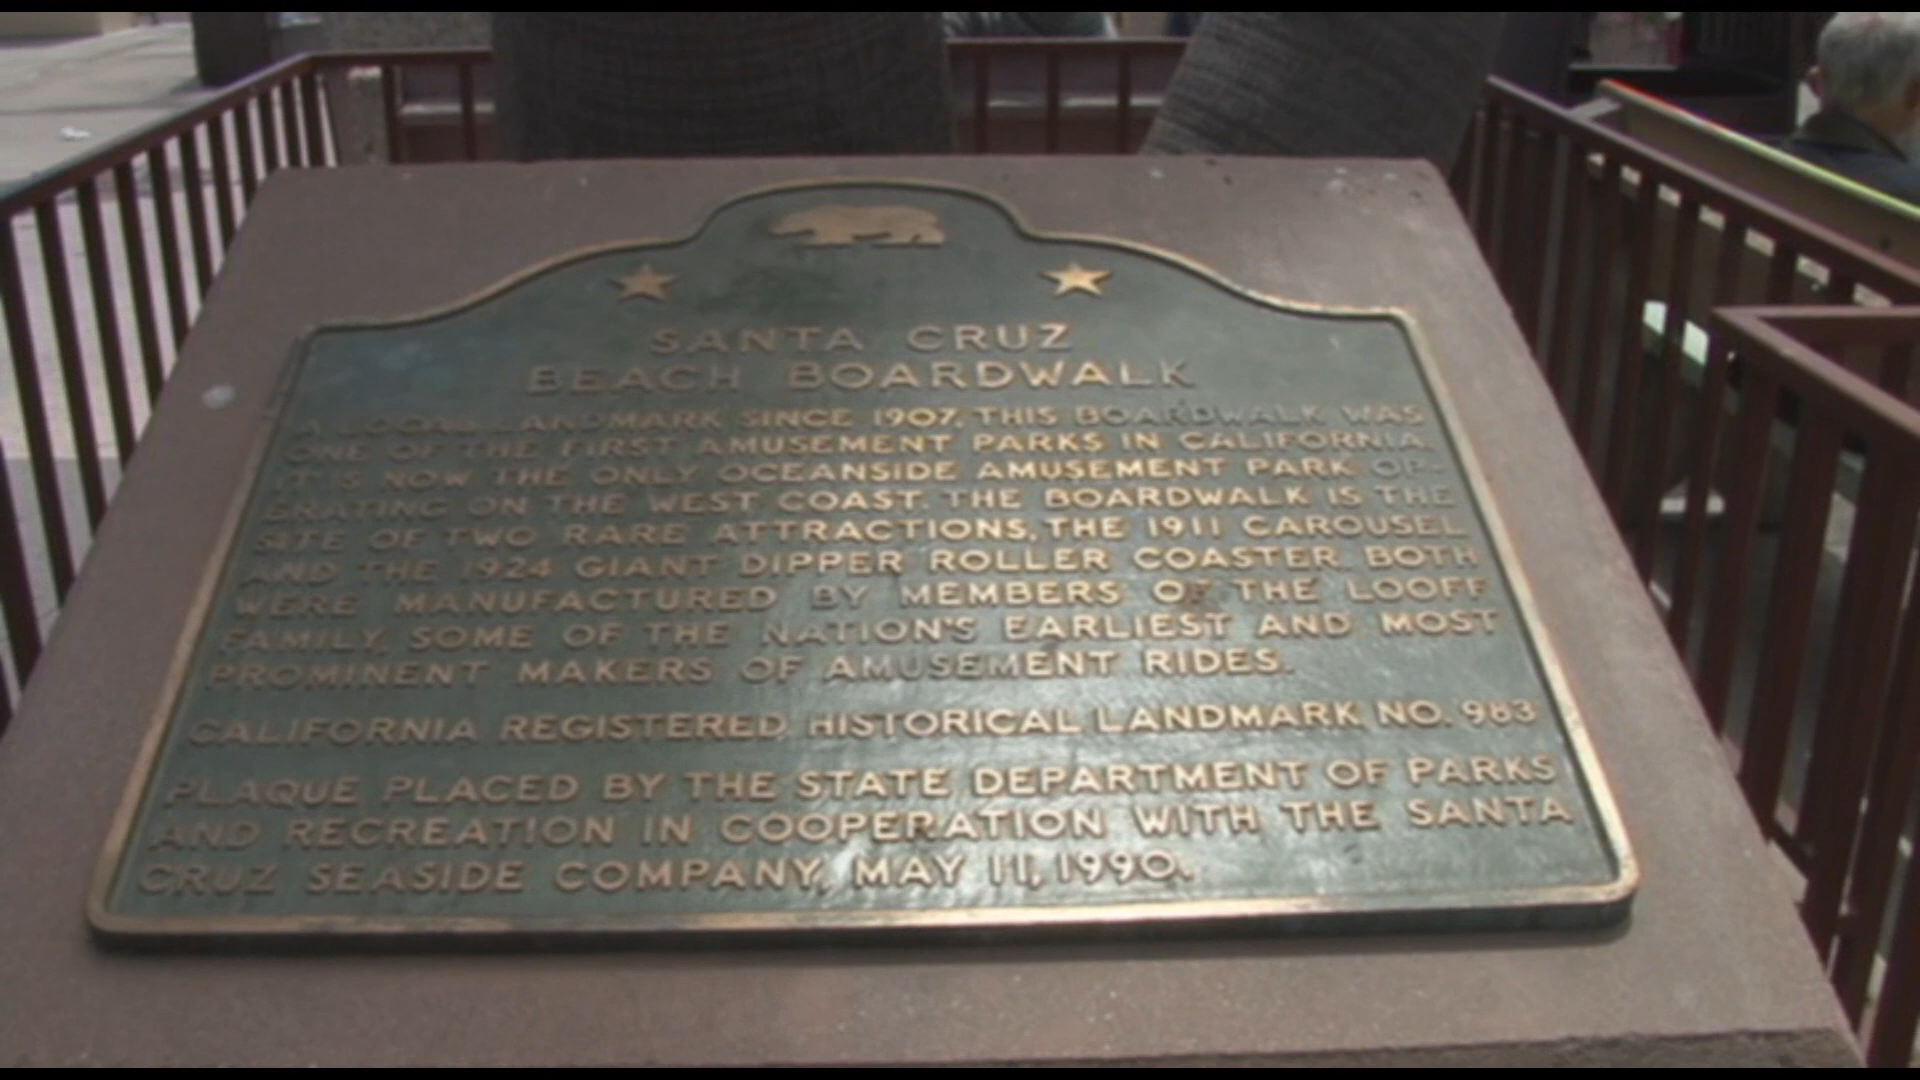 SANTA CRUZ
BEACH BOARDWALK
A LOCAL LANDMARK SINCE 1907, THIS BOARDWALK WAS
ONE OF THE FIRST AMUSEMENT PARKS IN CALIFORNIA.
IT IS NOW THE ONLY OCEANSIDE AMUSEMENT PARK OP-
ERATING ON THE WEST COAST. THE BOARDWALK IS THE
SITE OF TWO RARE ATTRACTIONS, THE 1911 CAROUSEL
AND THE 1924 GIANT DIPPER ROLLER COASTER. BOTH
WERE MANUFACTURED BY MEMBERS OF THE LOOFF
FAMILY, SOME OF THE NATION'S EARLIEST AND MOST
PROMINENT MAKERS OF AMUSEMENT RIDES.
CALIFORNIA REGISTERED HISTORICAL LANDMARK NO. 983
PLAQUE PLACED BY THE STATE DEPARTMENT OF PARKS
AND RECREATION IN COOPERATION WITH THE SANTA
CRUZ SEASIDE COMPANY, MAY 11, 1990.